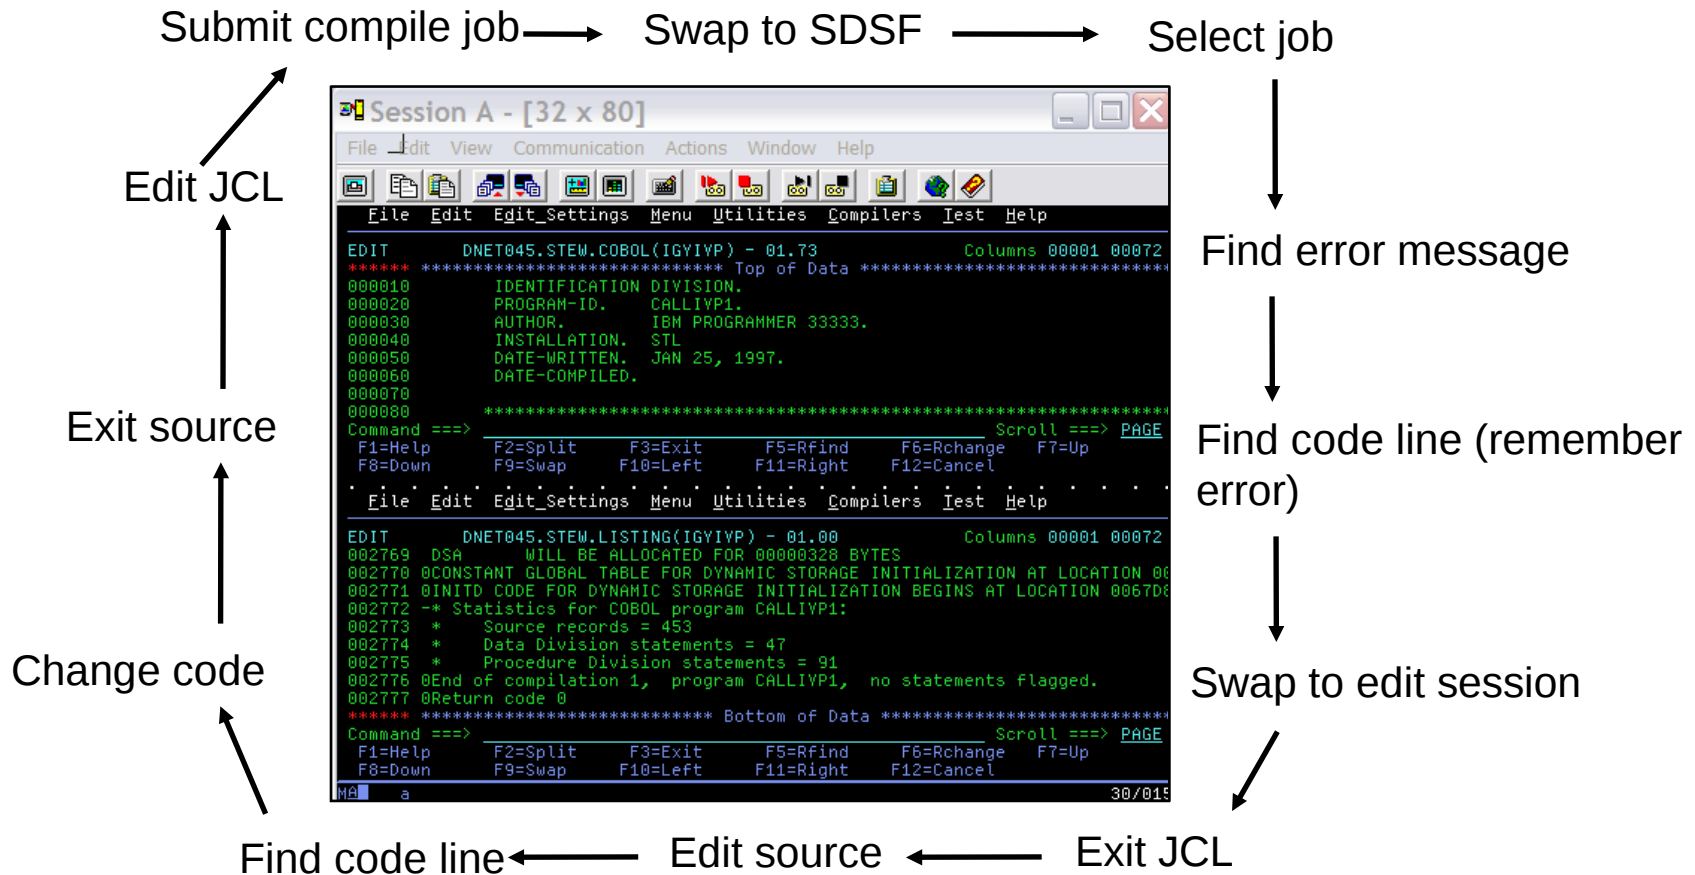 Submit compile job
Swap to SDSF
Select job
Find error message
Find code line (remember
error)
Swap to edit session
Exit JCL
Edit source
Find code line
Change code
Exit source
Edit JCL
Session A - [32 x 80]
File Edit View Communication Actions Window Help
File Edit Edit_Settings Menu Utilities Compilers Test Help
EDIT DNET045.STEW.COBOL(IGYIVP) - 01.73 Columns 00001 00072
****** ***************************** Top of Data ******************************
000010 IDENTIFICATION DIVISION.
000020 PROGRAM-ID. CALLIVP1.
000030 AUTHOR. IBM PROGRAMMER 33333.
000040 INSTALLATION. STL
000050 DATE-WRITTEN. JAN 25, 1997.
000060 DATE-COMPILED.
000070
000080 ******************************************************************
Command ===> Scroll ===> PAGE
F1=Help F2=Split F3=Exit F5=Rfind F6=Rchange F7=Up
F8=Down F9=Swap F10=Left F11=Right F12=Cancel
. . . . . . . . . . . . . . . . . . . . . . . . . . .
File Edit Edit_Settings Menu Utilities Compilers Test Help
EDIT DNET045.STEW.LISTING(IGYIVP) - 01.00 Columns 00001 00072
002769 DSA WILL BE ALLOCATED FOR 00000328 BYTES
002770 0CONSTANT GLOBAL TABLE FOR DYNAMIC STORAGE INITIALIZATION AT LOCATION 00
002771 0INITD CODE FOR DYNAMIC STORAGE INITIALIZATION BEGINS AT LOCATION 0067D8
002772 -* Statistics for COBOL program CALLIVP1:
002773 * Source records = 453
002774 * Data Division statements = 47
002775 * Procedure Division statements = 91
002776 0End of compilation 1, program CALLIVP1, no statements flagged.
002777 0Return code 0
****** **************************** Bottom of Data ****************************
Command ===> Scroll ===> PAGE
F1=Help F2=Split F3=Exit F5=Rfind F6=Rchange F7=Up
F8=Down F9=Swap F10=Left F11=Right F12=Cancel
MA a 30/015